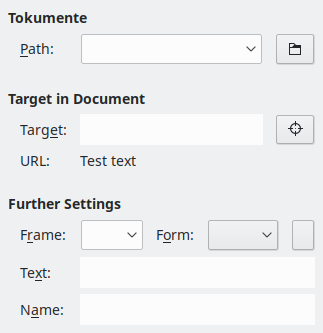 Tokumente
Path:
Target in Document
Target:
URL: Test text
Further Settings
Frame: Form:
Text:
Name: